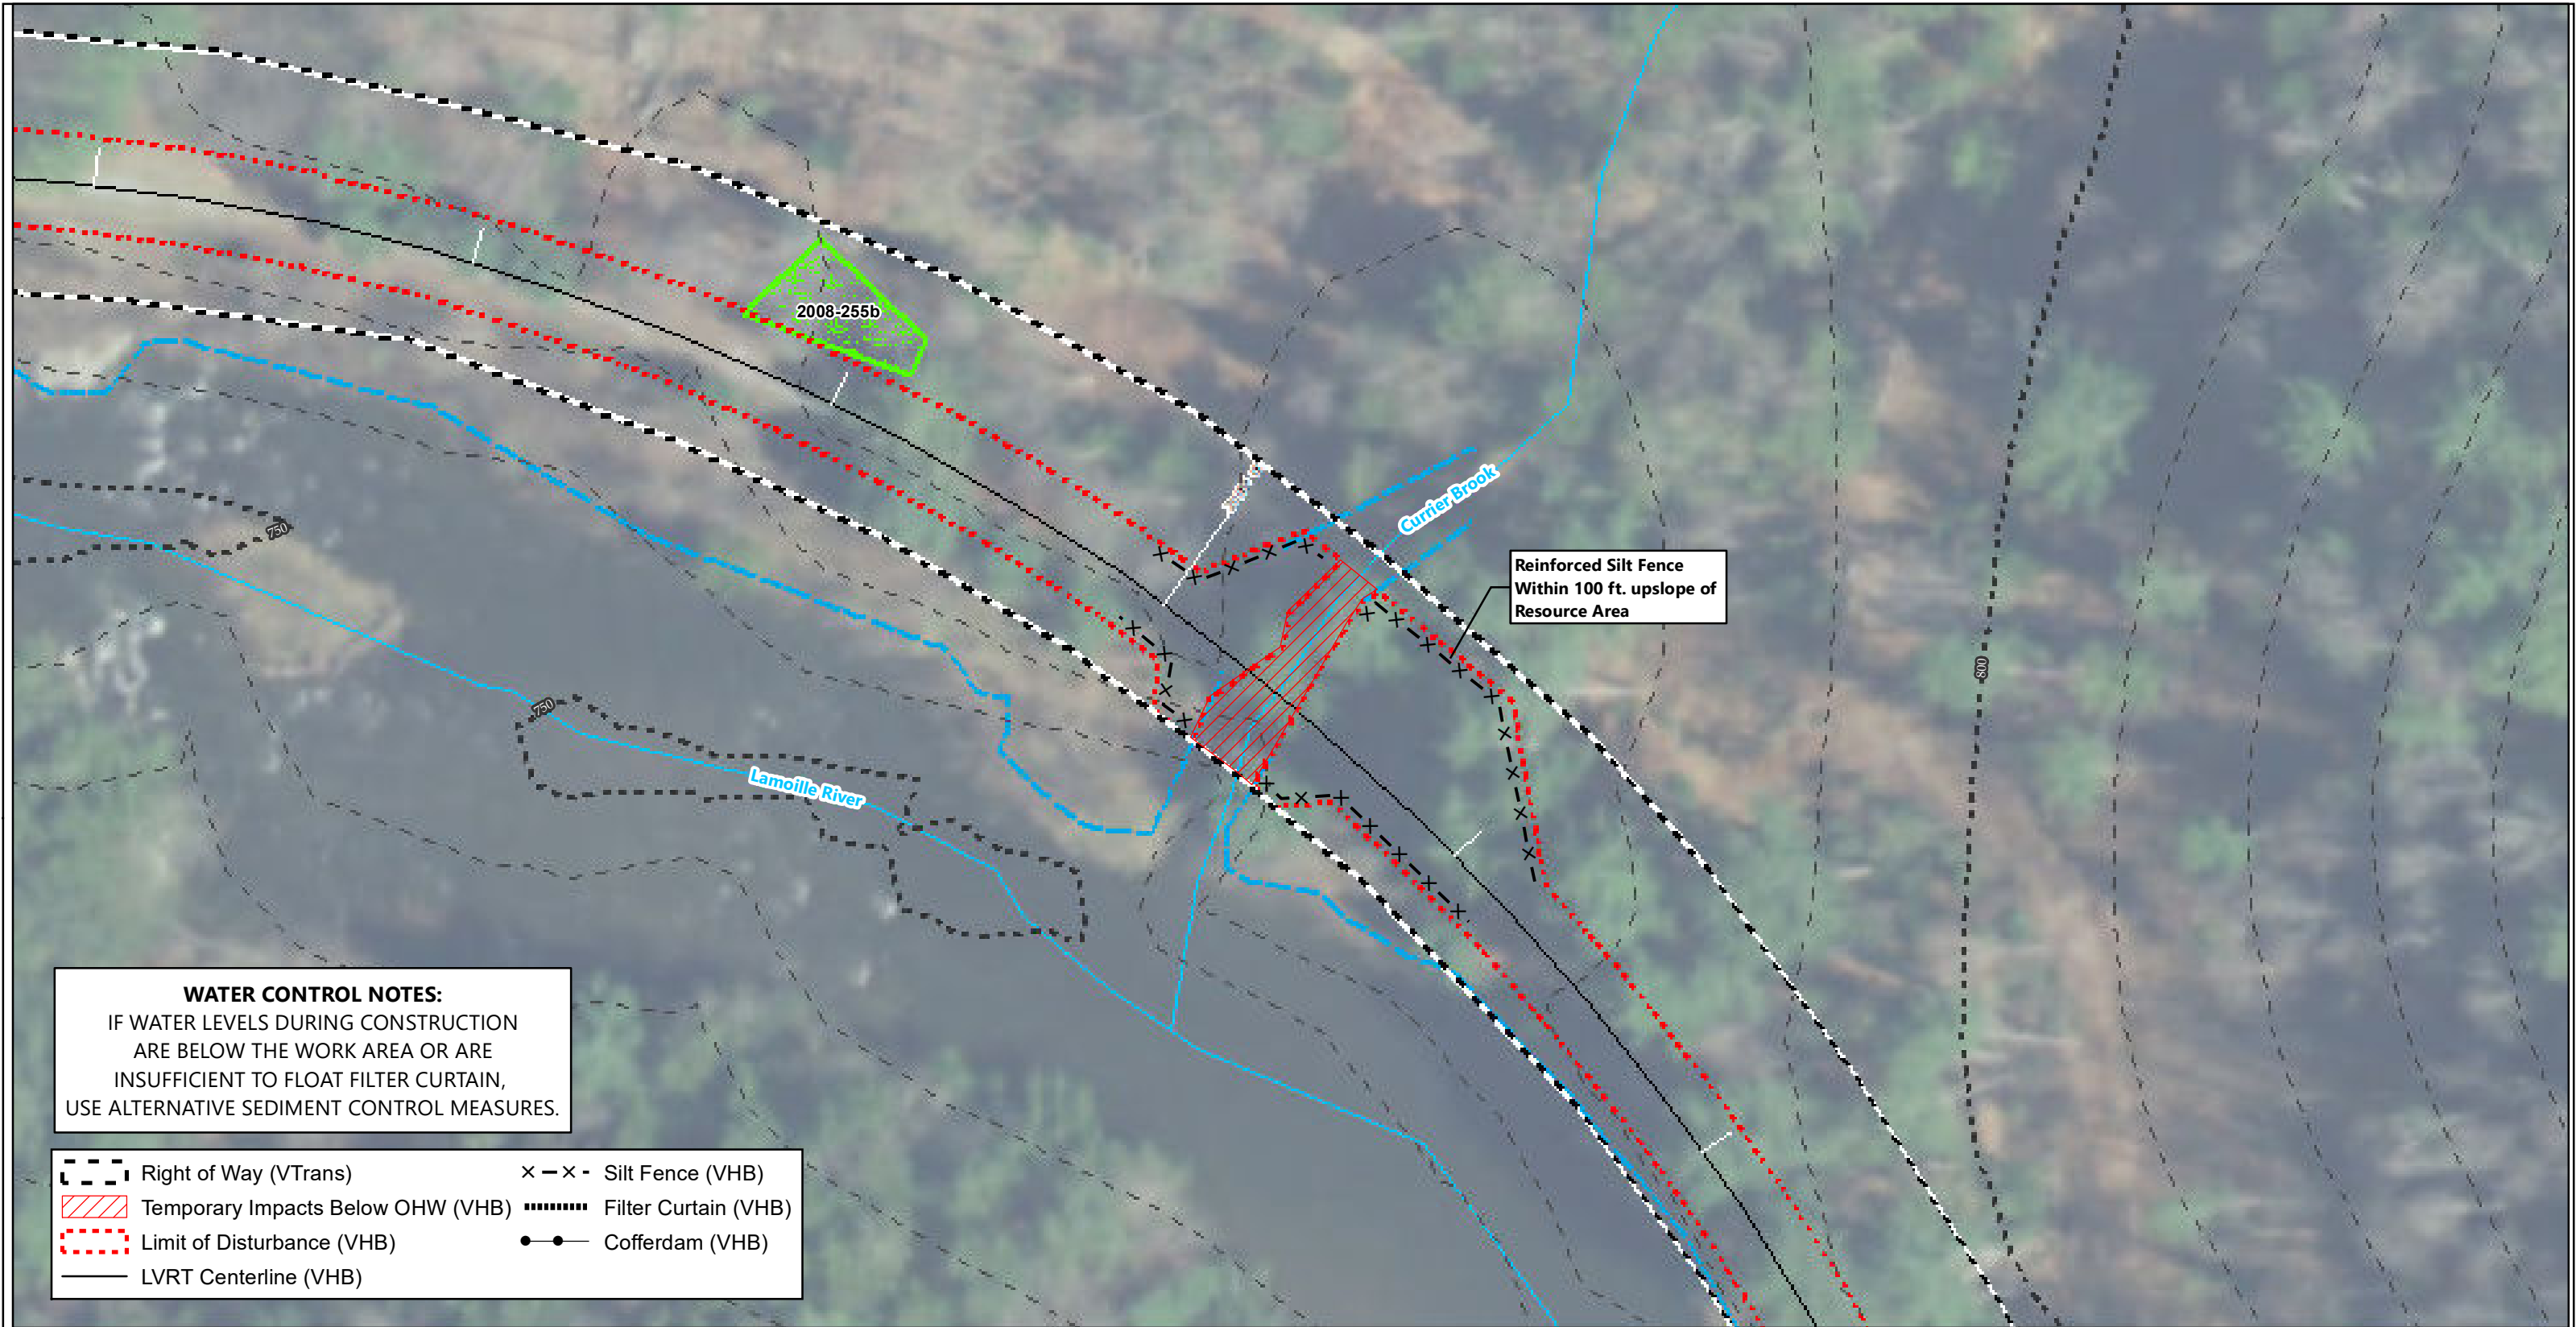 2008-255b
Currier Brook
Reinforced Silt Fence
Within 100 ft. upslope of
Resource Area
750
800
750
Lamoille River
WATER CONTROL NOTES:
IF WATER LEVELS DURING CONSTRUCTION
ARE BELOW THE WORK AREA OR ARE
INSUFFICIENT TO FLOAT FILTER CURTAIN,
USE ALTERNATIVE SEDIMENT CONTROL MEASURES.
Right of Way (VTrans)
Temporary Impacts Below OHW (VHB)
Limit of Disturbance (VHB)
LVRT Centerline (VHB)
Silt Fence (VHB)
Filter Curtain (VHB)
Cofferdam (VHB)